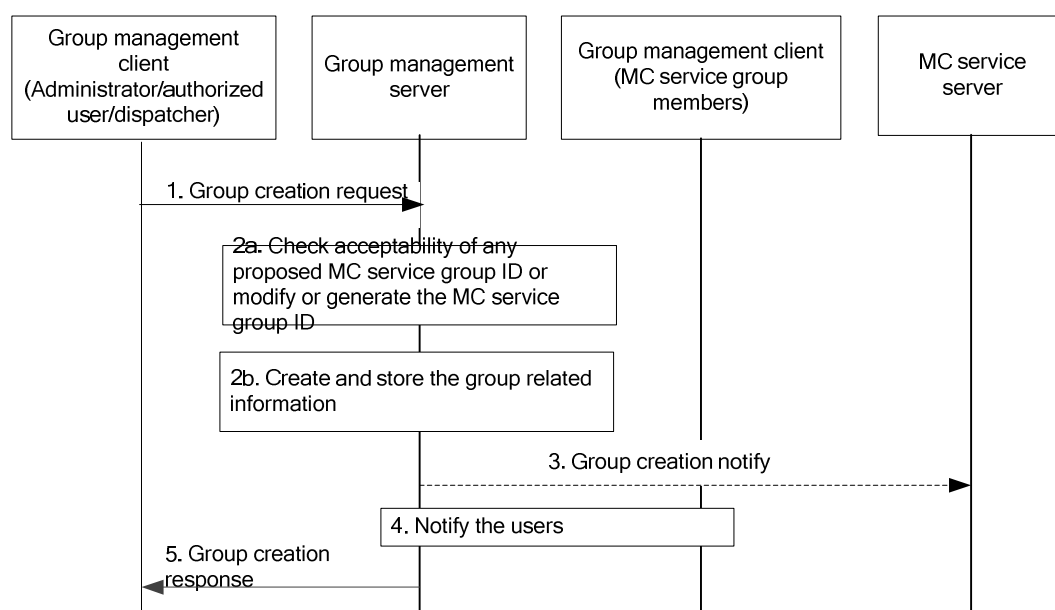 Group management
client
(Administrator/authorized
user/dispatcher)
Group management
server
Group management client
(MC service group
members)
MC service
server
1. Group creation request
2a. Check acceptability of any
proposed MC service group ID or
modify or generate the MC service
group ID
2b. Create and store the group related
information
3. Group creation notify
4. Notify the users
5. Group creation
response